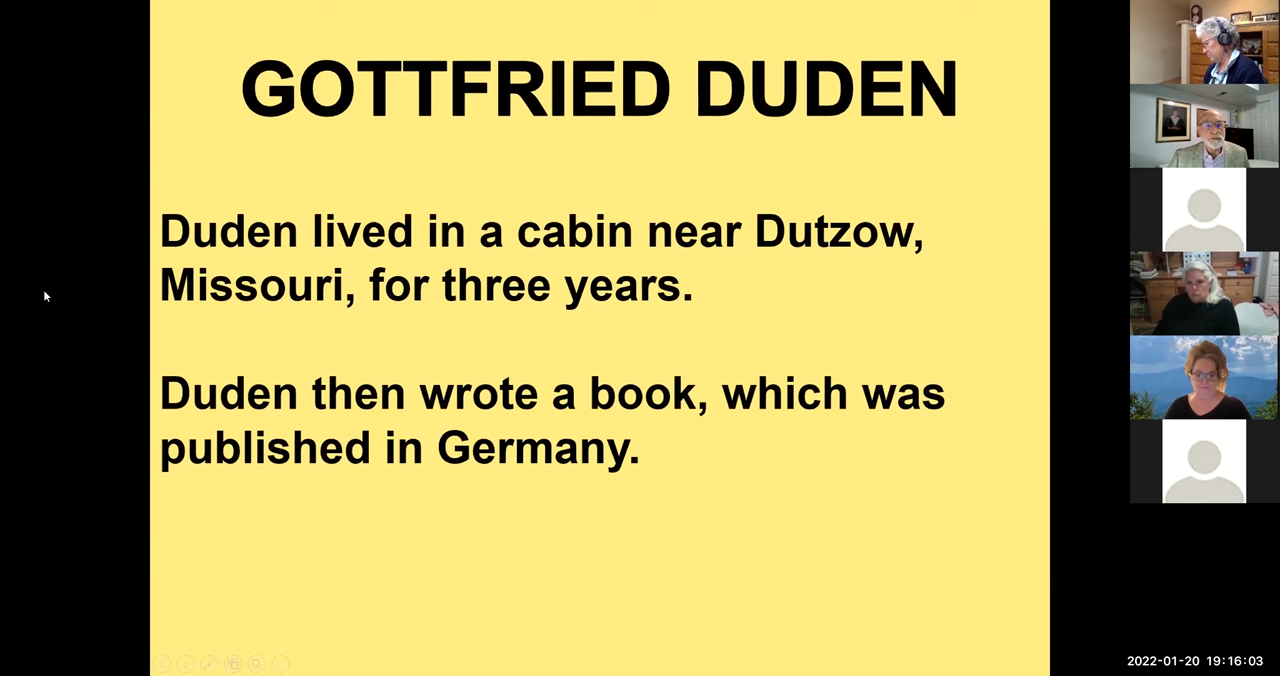 GOTTFRIED DUDEN
Duden lived in a cabin near Dutzow,
Missouri, for three years.
Duden then wrote a book, which was
published in Germany.
2022-01-20 19:16:03